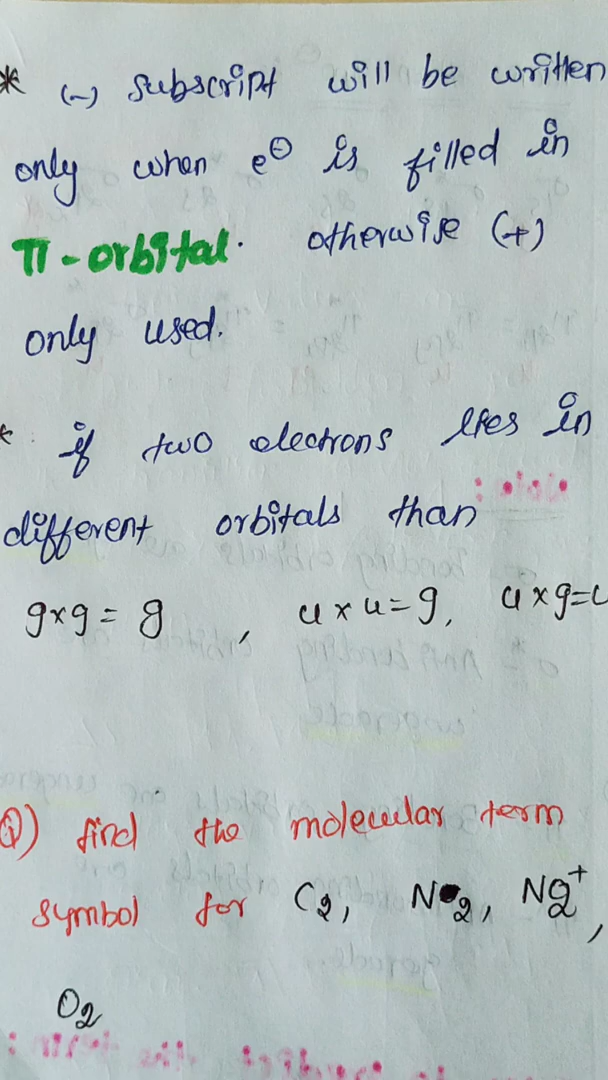 * (-) subscript will be written
only when e⊖ is filled in
π - orbital. otherwise (+)
only used.
* if two electrons lies in
different orbitals than
g×g = g , u×u=g, u×g=u
Q) find the molecular term
symbol for C2, N2, N2+,
O2